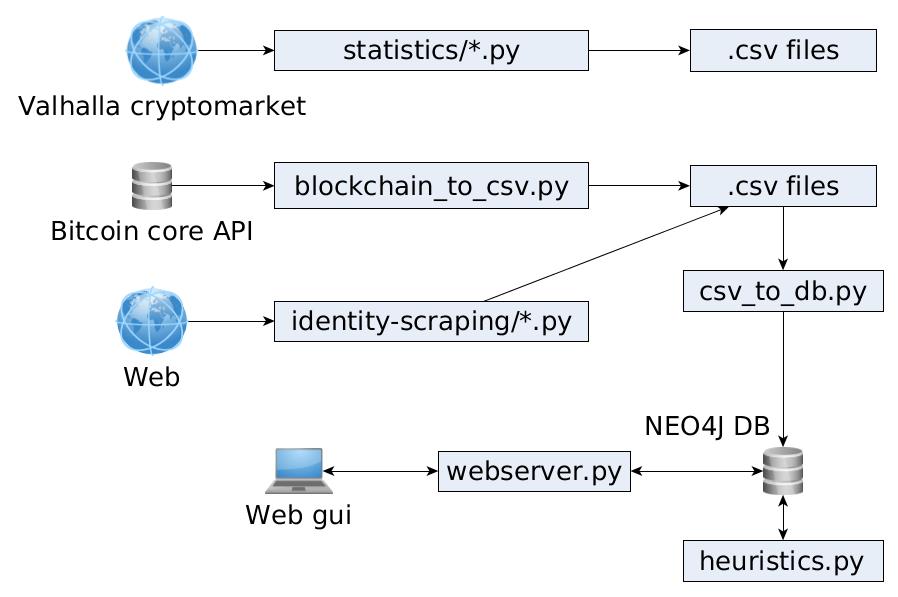 statistics/*.py
.csv files
Valhalla cryptomarket
blockchain_to_csv.py
.csv files
Bitcoin core API
csv_to_db.py
identity-scraping/*.py
Web
NEO4J DB
webserver.py
Web gui
heuristics.py